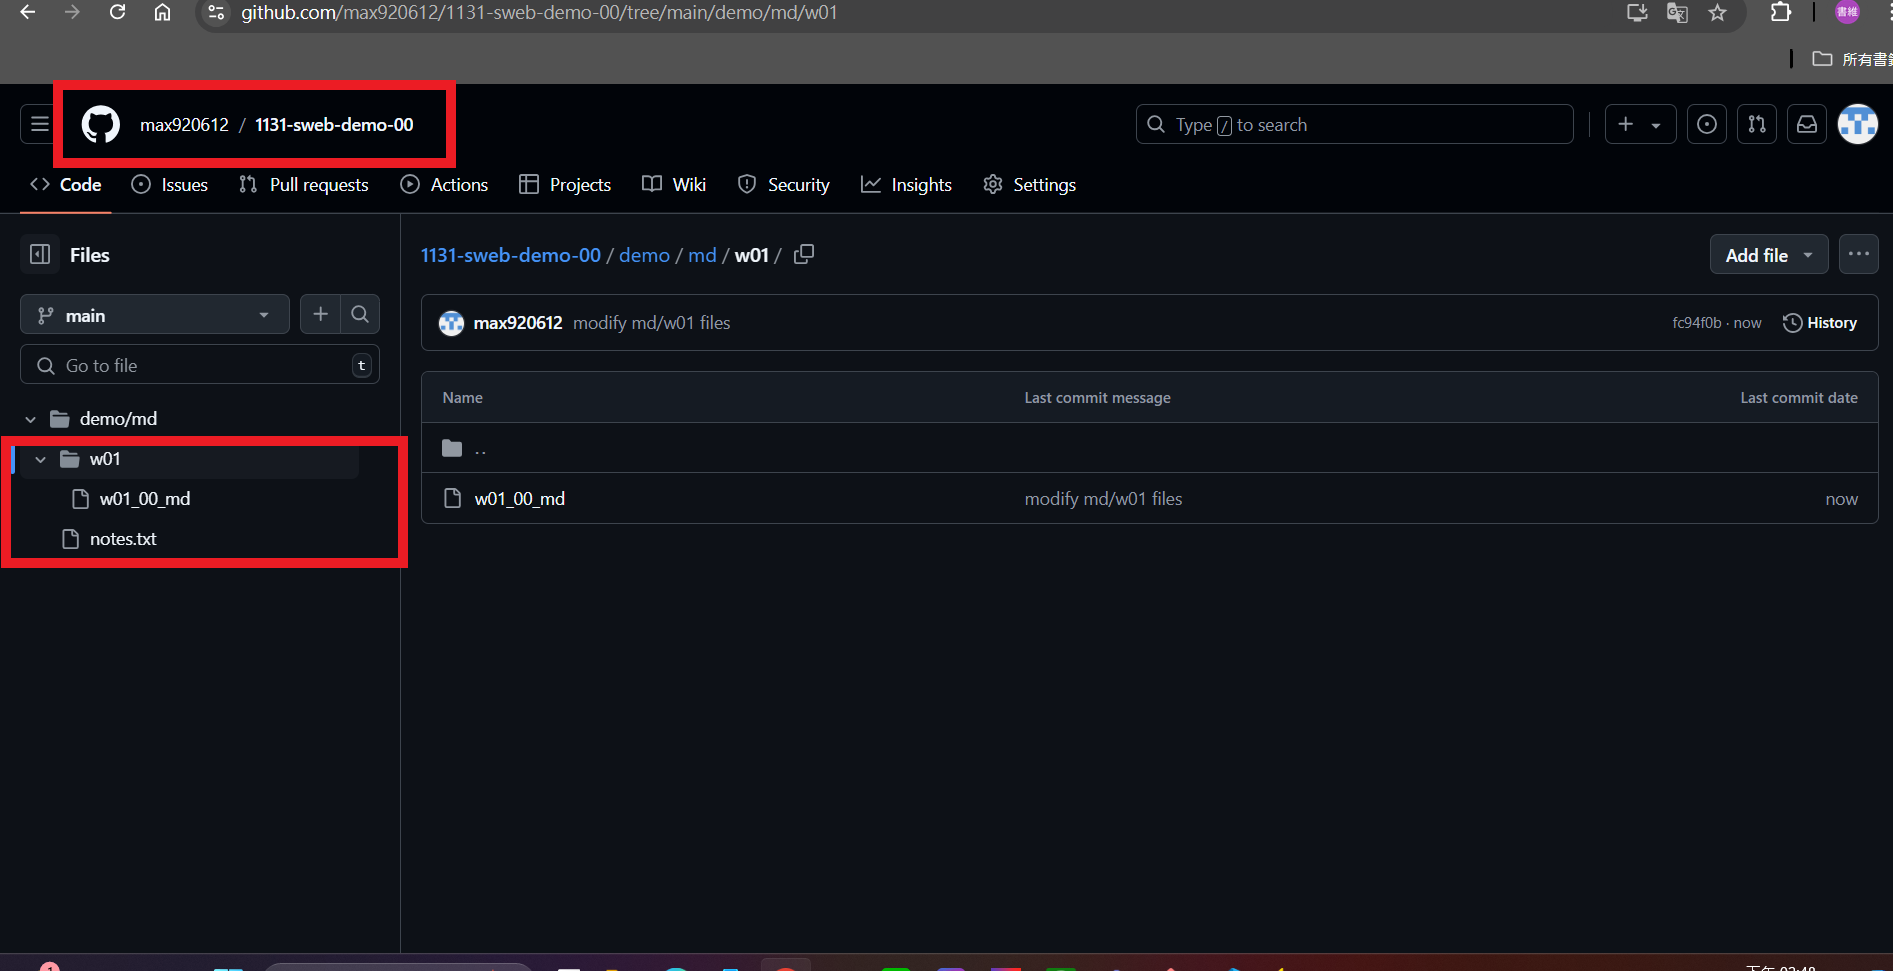 github.com/max920612/1131-sweb-demo-00/tree/main/demo/md/w01
書維
所有書
max920612 / 1131-sweb-demo-00
Type / to search
Code Issues Pull requests Actions Projects Wiki Security Insights Settings
Files
1131-sweb-demo-00 / demo / md / w01 /
Add file
main
max920612 modify md/w01 files
fc94f0b · now History
Go to file t
Name Last commit message Last commit date
demo/md
..
w01
w01_00_md
w01_00_md modify md/w01 files now
notes.txt
1